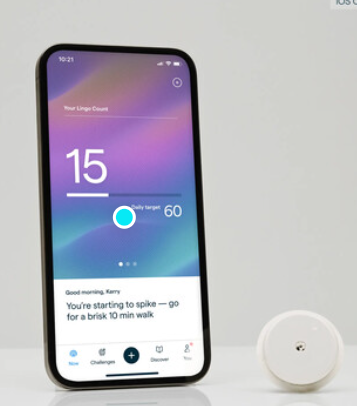 iOS
10:21
Your Lingo Count
15
Daily target 60
Good morning, Kerry
You're starting to spike — go
for a brisk 10 min walk
Now
Challenges
Discover
You